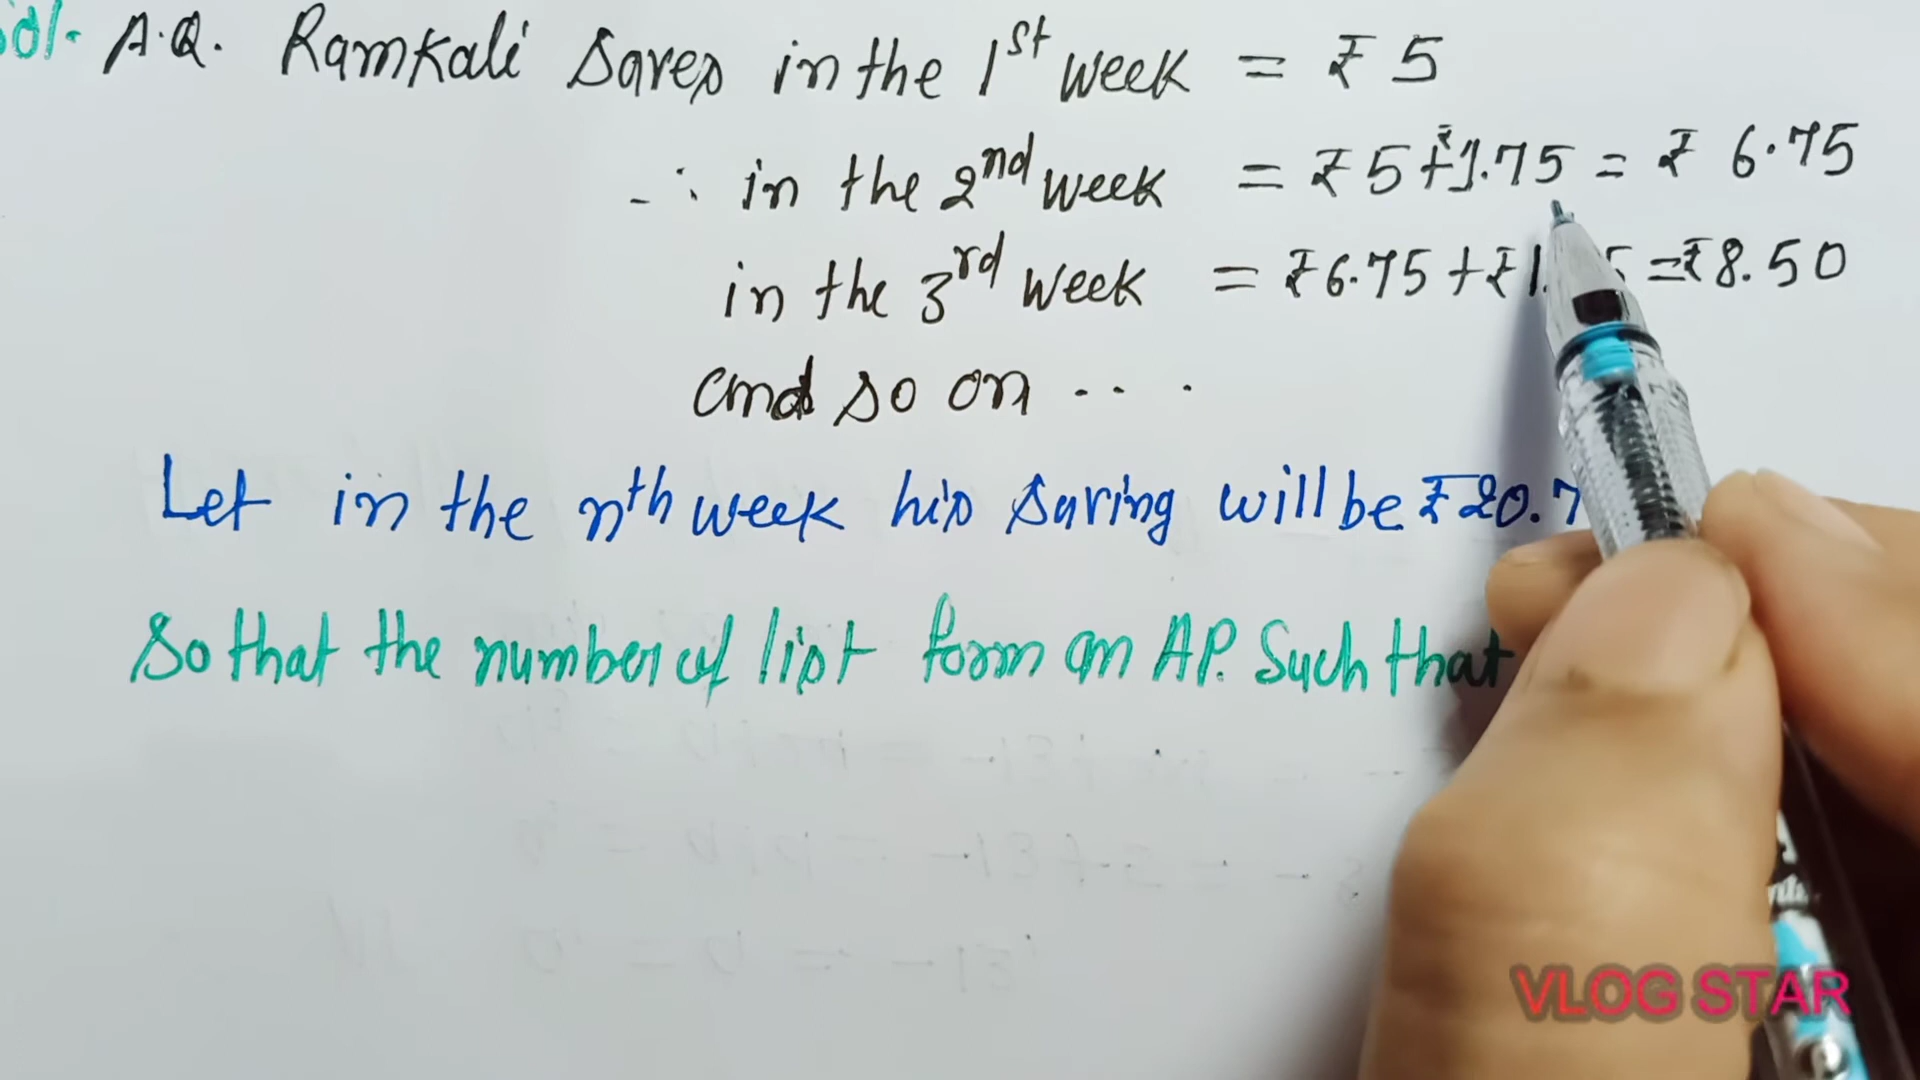 Sol:- A.Q. Ramkali saves in the 1st week = ₹ 5
∴ in the 2nd week = ₹5+₹1.75 = ₹ 6.75
in the 3rd week = ₹6.75+₹1. 5 =₹8.50
and so on ....
Let in the nth week his saving will be ₹20.7
So that the number of list form an AP. Such that
VLOG STAR